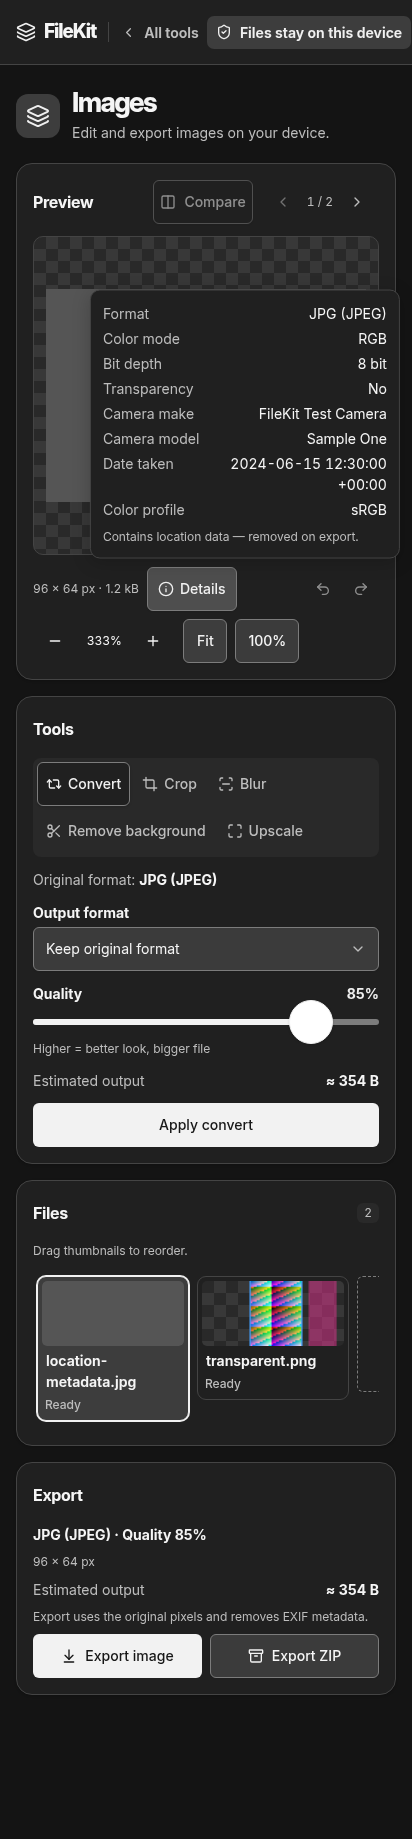 FileKit
All tools
Files stay on this device
Images
Edit and export images on your device.
Preview
Compare
1 / 2
Format JPG (JPEG)
Color mode RGB
Bit depth 8 bit
Transparency No
Camera make FileKit Test Camera
Camera model Sample One
Date taken 2024-06-15 12:30:00
+00:00
Color profile sRGB
Contains location data — removed on export.
96 × 64 px · 1.2 kB
Details
333%
Fit
100%
Tools
Convert
Crop
Blur
Remove background
Upscale
Original format: JPG (JPEG)
Output format
Keep original format
Quality 85%
Higher = better look, bigger file
Estimated output ≈ 354 B
Apply convert
Files 2
Drag thumbnails to reorder.
location-
metadata.jpg
Ready
transparent.png
Ready
Export
JPG (JPEG) · Quality 85%
96 × 64 px
Estimated output ≈ 354 B
Export uses the original pixels and removes EXIF metadata.
Export image
Export ZIP